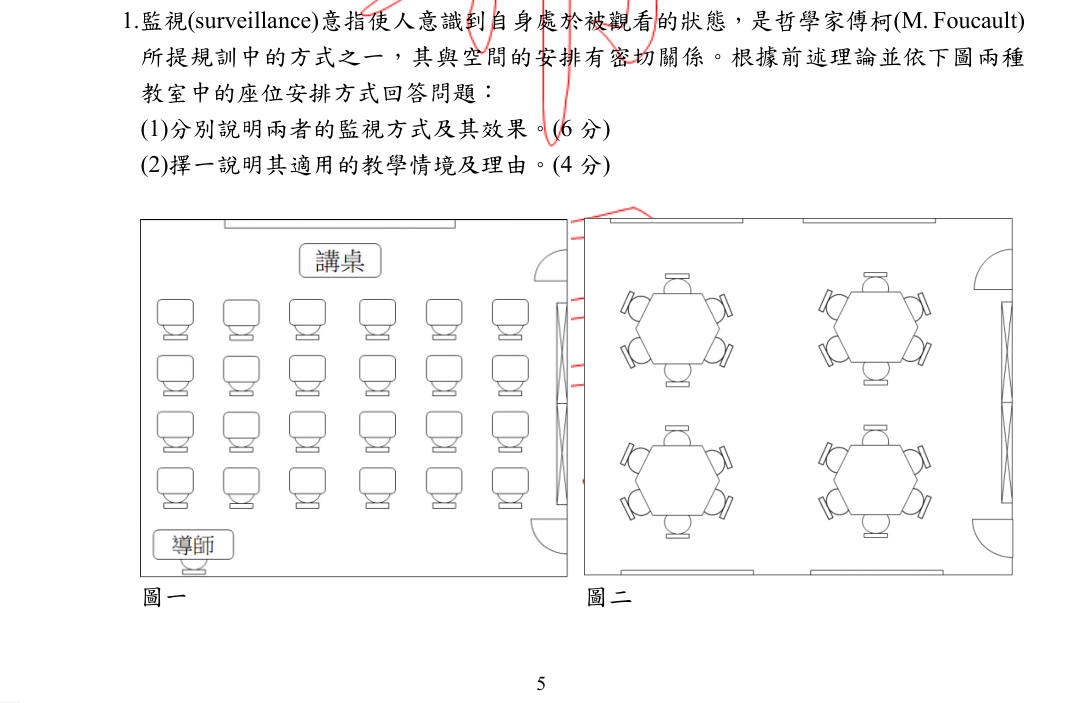 1.監視(surveillance)意指使人意識到自身處於被觀看的狀態,是哲學家傅柯(M. Foucault)
所提規訓中的方式之一,其與空間的安排有密切關係。根據前述理論並依下圖兩種
教室中的座位安排方式回答問題:
(1)分別說明兩者的監視方式及其效果。(6 分)
(2)擇一說明其適用的教學情境及理由。(4 分)
講桌
導師
圖一
圖二
5